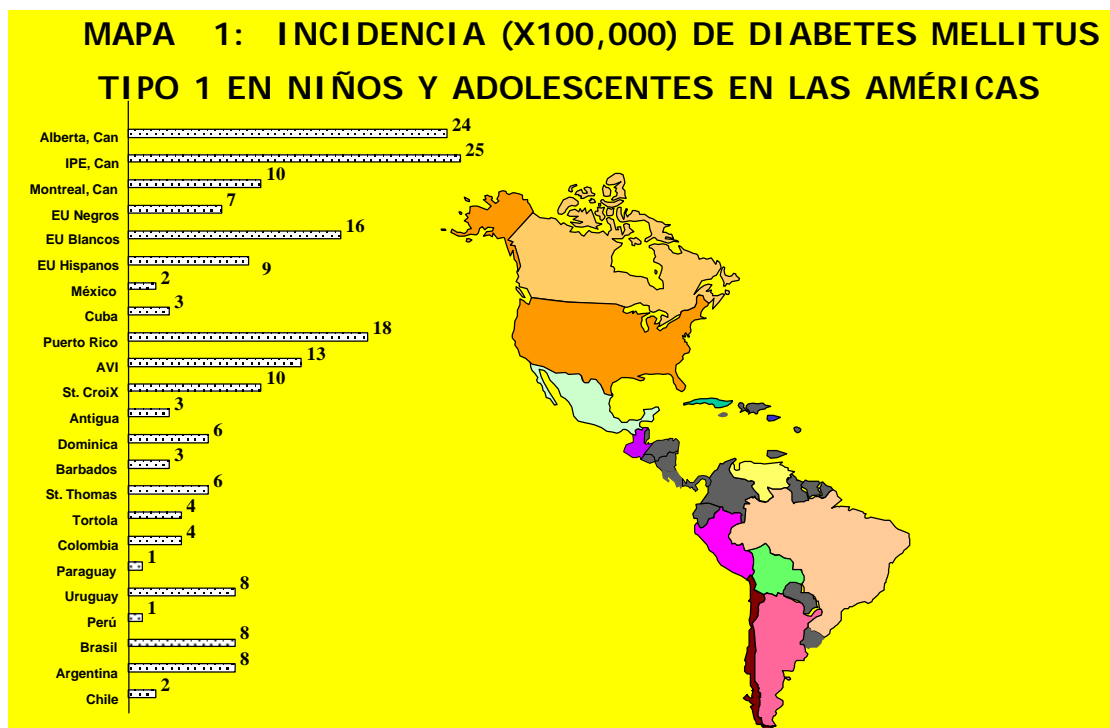 MAPA 1: INCIDENCIA (X100,000) DE DIABETES MELLITUS
TIPO 1 EN NIÑOS Y ADOLESCENTES EN LAS AMÉRICAS
Alberta, Can 24
IPE, Can 25
Montreal, Can 10
EU Negros 7
EU Blancos 16
EU Hispanos 9
México 2
Cuba 3
Puerto Rico 18
AVI 13
St. CroiX 10
Antigua 3
Dominica 6
Barbados 3
St. Thomas 6
Tortola 4
Colombia 4
Paraguay 1
Uruguay 8
Perú 1
Brasil 8
Argentina 8
Chile 2